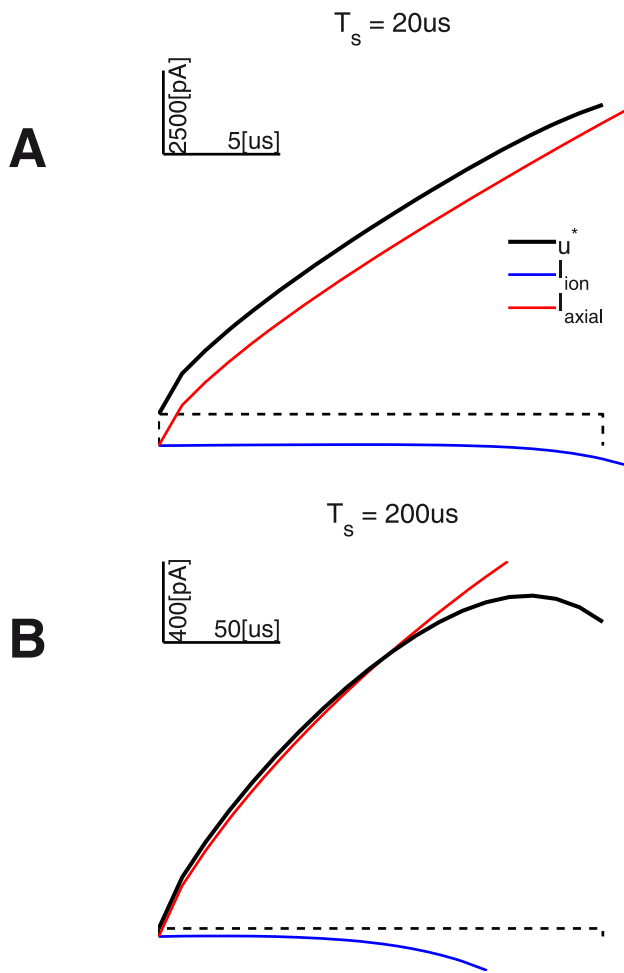 T_s = 20us
A
2500[pA]
5[us]
u*
I_ion
I_axial
T_s = 200us
B
400[pA]
50[us]